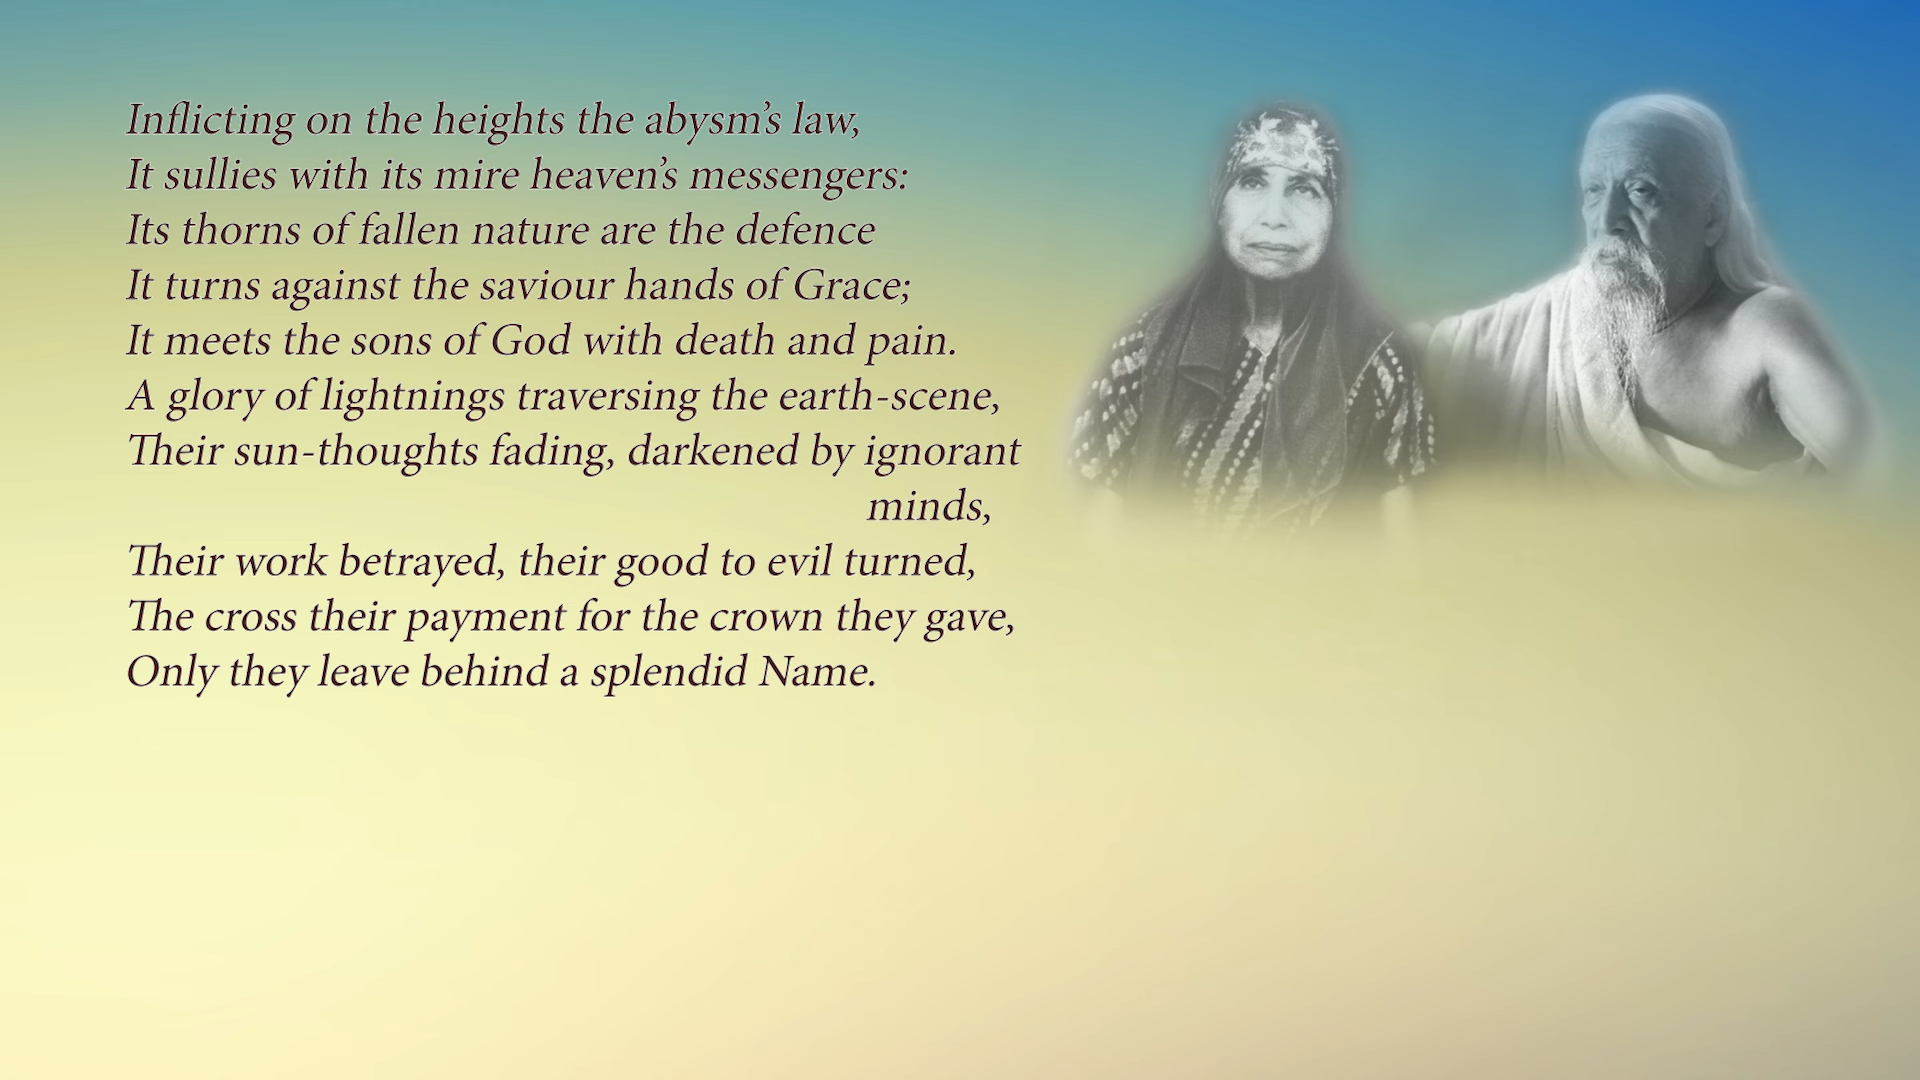 Inflicting on the heights the abysm’s law,
It sullies with its mire heaven’s messengers:
Its thorns of fallen nature are the defence
It turns against the saviour hands of Grace;
It meets the sons of God with death and pain.
A glory of lightnings traversing the earth-scene,
Their sun-thoughts fading, darkened by ignorant
minds,
Their work betrayed, their good to evil turned,
The cross their payment for the crown they gave,
Only they leave behind a splendid Name.